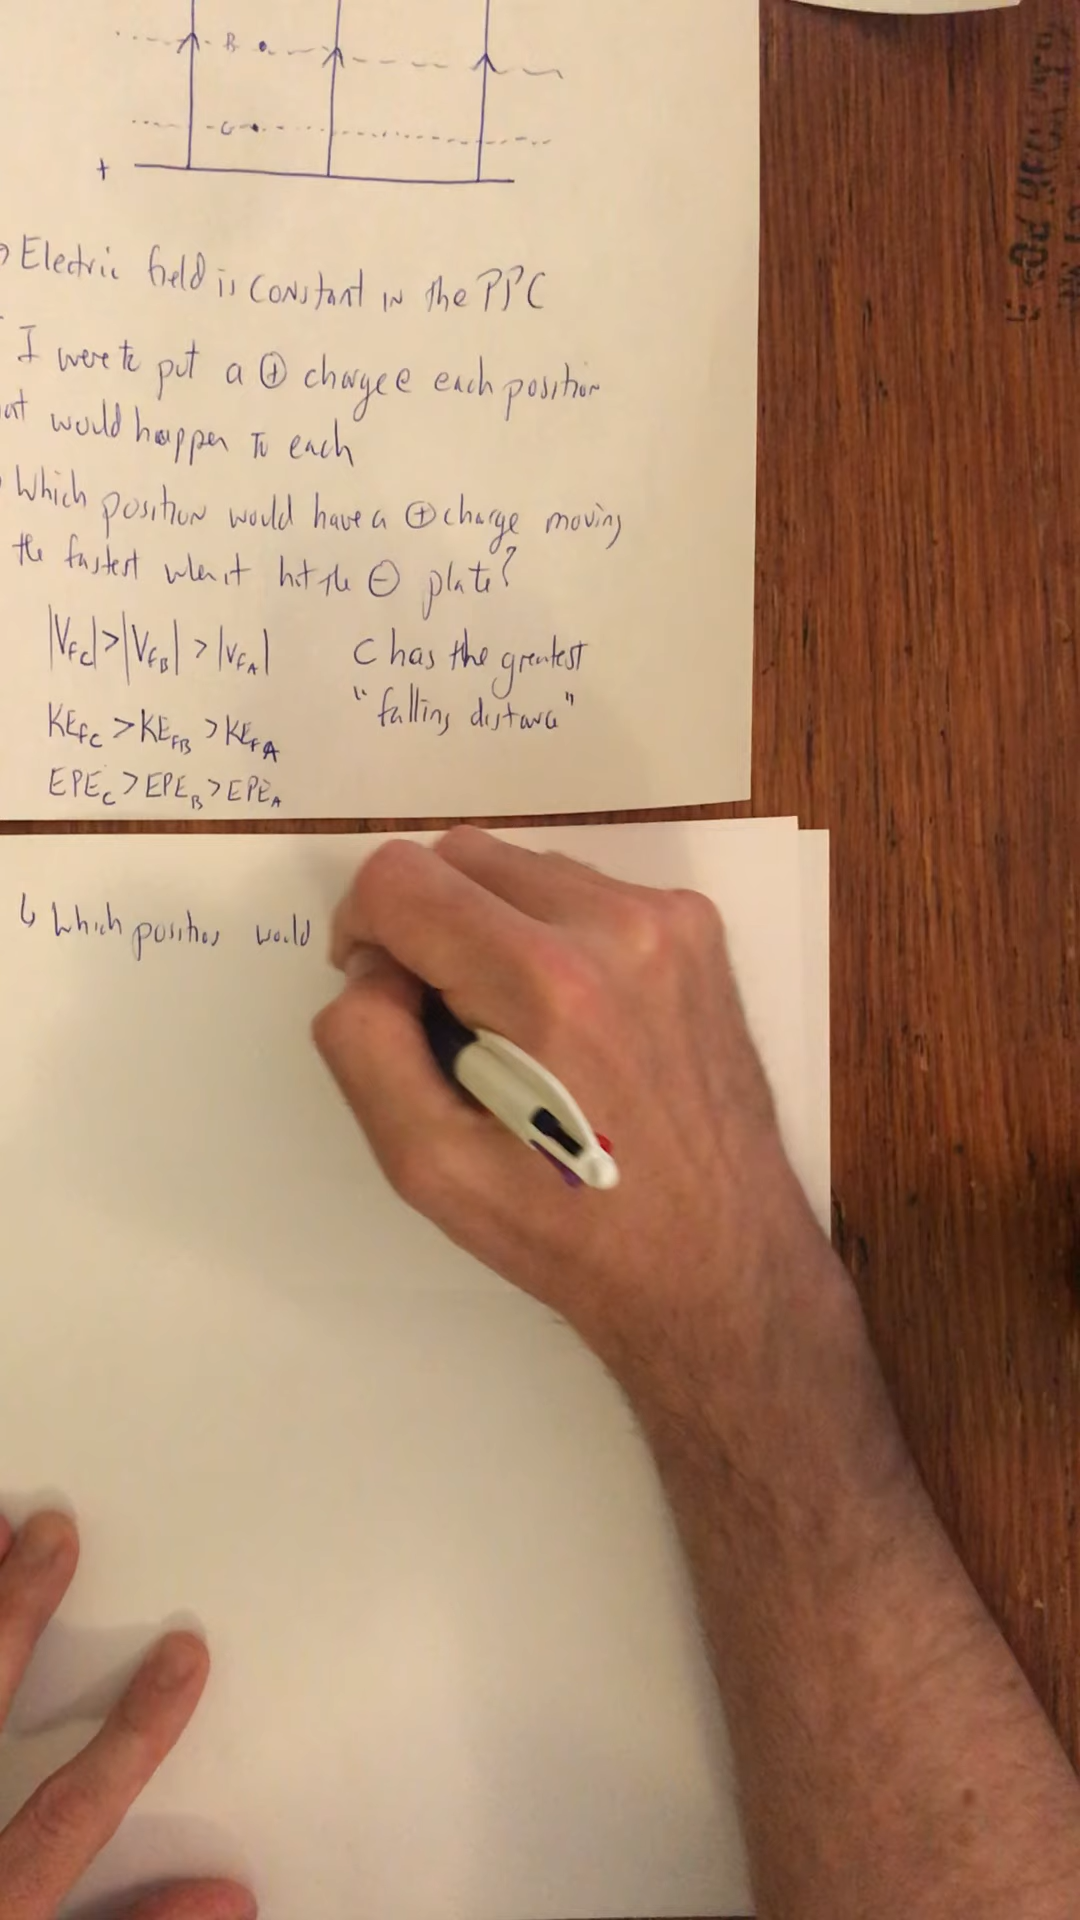 B
C
+
Electric field is constant in the PPC
I were to put a ⊕ charge @ each position
would happen to each
Which position would have a ⊕ charge moving
the fastest when it hit the ⊖ plate?
|V_FC| > |V_FB| > |V_FA| C has the greatest
"falling distance"
KE_FC > KE_FB > KE_FA
EPE_C > EPE_B > EPE_A
↳ Which position would